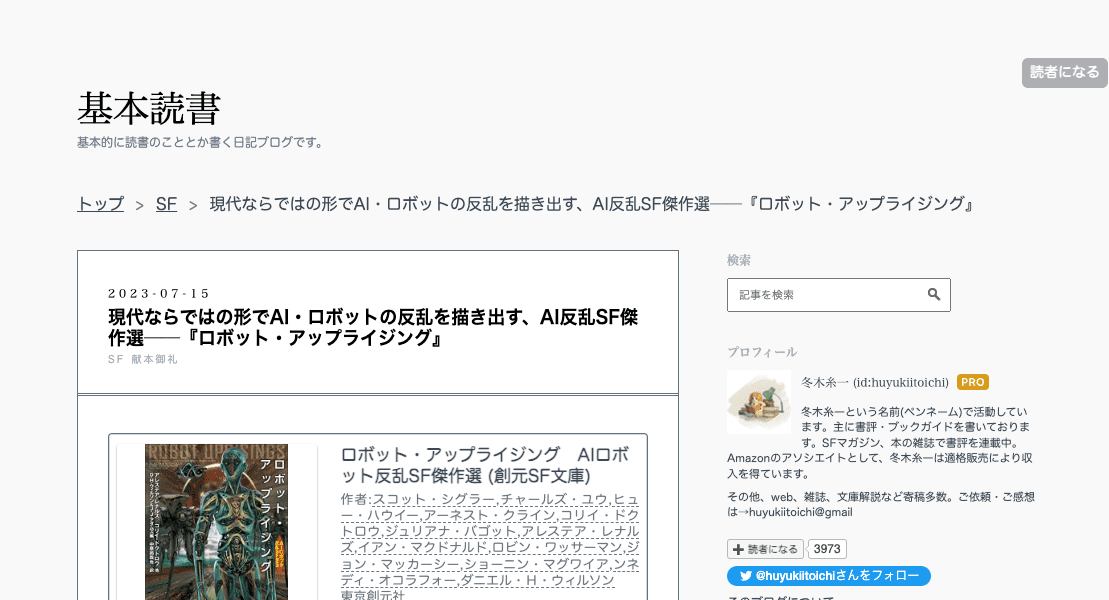 読者になる
基本読書
基本的に読書のこととか書く日記ブログです。
トップ > SF > 現代ならではの形でAI・ロボットの反乱を描き出す、AI反乱SF傑作選──『ロボット・アップライジング』
2023-07-15
現代ならではの形でAI・ロボットの反乱を描き出す、AI反乱SF傑
作選──『ロボット・アップライジング』
SF 献本御礼
ROBOT UPRISINGS
ロボット・
アップライジング
ロボット・アップライジング　AIロボ
ット反乱SF傑作選 (創元SF文庫)
作者:スコット・シグラー,チャールズ・ユウ,ヒュ
ー・ハウイー,アーネスト・クライン,コリイ・ドク
トロウ,ジュリアナ・バゴット,アレステア・レナル
ズ,イアン・マクドナルド,ロビン・ワッサーマン,ジ
ョン・マッカーシー,ショーニン・マグワイア,ンネ
ディ・オコラフォー,ダニエル・H・ウィルソン
東京創元社
検索
記事を検索
プロフィール
冬木糸一 (id:huyukiitoichi) PRO
冬木糸一という名前(ペンネーム)で活動してい
ます。主に書評・ブックガイドを書いておりま
す。SFマガジン、本の雑誌で書評を連載中。
Amazonのアソシエイトとして、冬木糸一は適格販売により収
入を得ています。
その他、web、雑誌、文庫解説など寄稿多数。ご依頼・ご感想
は→huyukiitoichi@gmail
読者になる 3973
@huyukiitoichiさんをフォロー
このブログについて